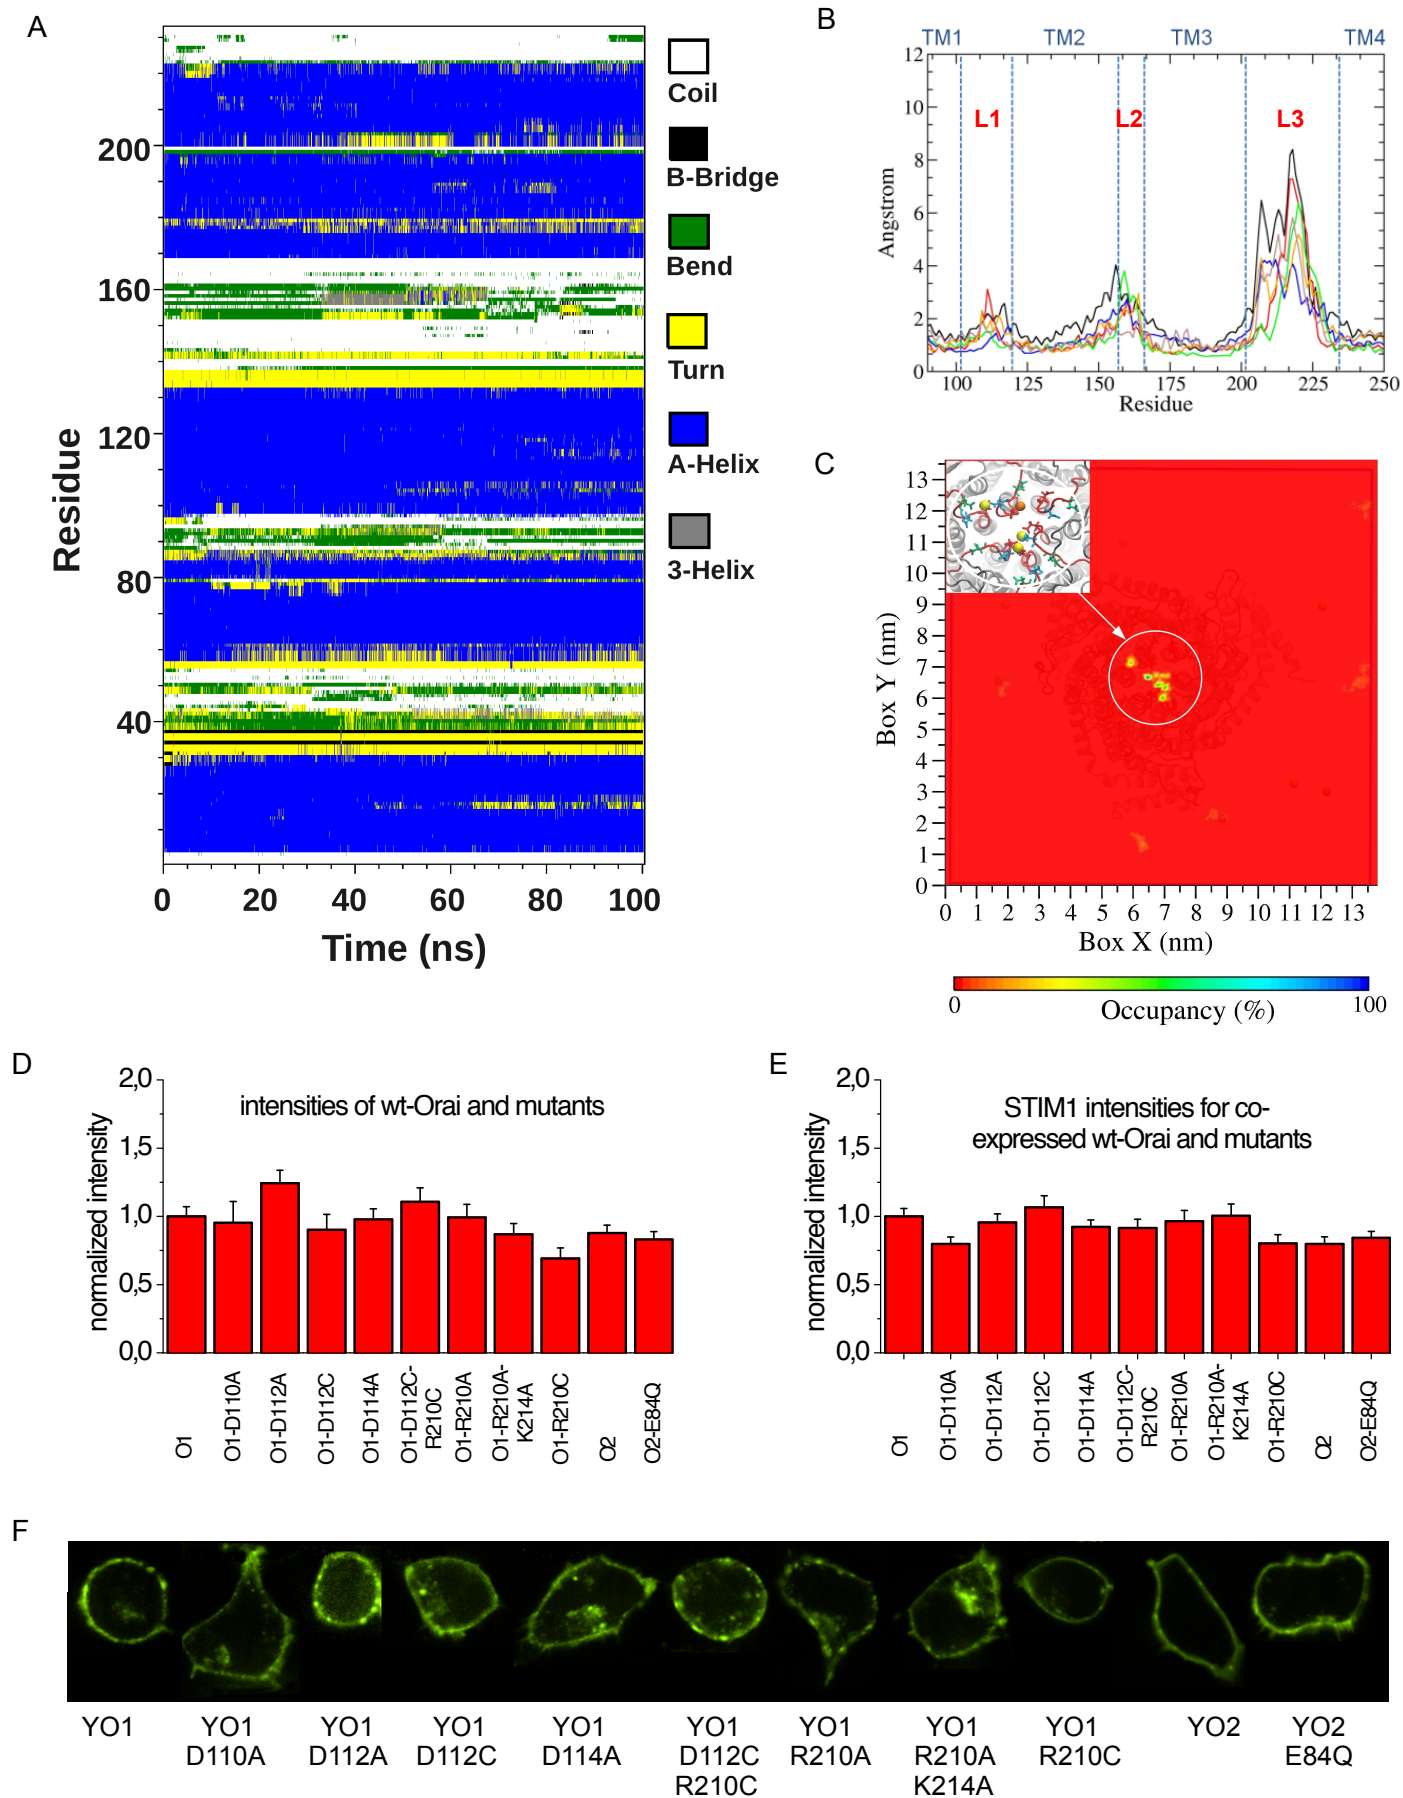 A
Coil
B-Bridge
Bend
Turn
A-Helix
3-Helix
200
160
120
80
40
Residue
0 20 40 60 80 100
Time (ns)
B
TM1 TM2 TM3 TM4
L1 L2 L3
12
10
8
6
4
2
0
Angstrom
100 125 150 175 200 225 250
Residue
C
13
12
11
10
9
8
7
6
5
4
3
2
1
0
Box Y (nm)
0 1 2 3 4 5 6 7 8 9 10 11 12 13
Box X (nm)
0 100
Occupancy (%)
D
intensities of wt-Orai and mutants
2,0
1,5
1,0
0,5
0,0
normalized intensity
O1
O1-D110A
O1-D112A
O1-D112C
O1-D114A
O1-D112C-
R210C
O1-R210A
O1-R210A-
K214A
O1-R210C
O2
O2-E84Q
E
STIM1 intensities for co-
expressed wt-Orai and mutants
2,0
1,5
1,0
0,5
0,0
normalized intensity
O1
O1-D110A
O1-D112A
O1-D112C
O1-D114A
O1-D112C-
R210C
O1-R210A
O1-R210A-
K214A
O1-R210C
O2
O2-E84Q
F
YO1 YO1 YO1 YO1 YO1 YO1 YO1 YO1 YO1 YO2 YO2
D110A D112A D112C D114A D112C R210A R210A R210C E84Q
R210C K214A